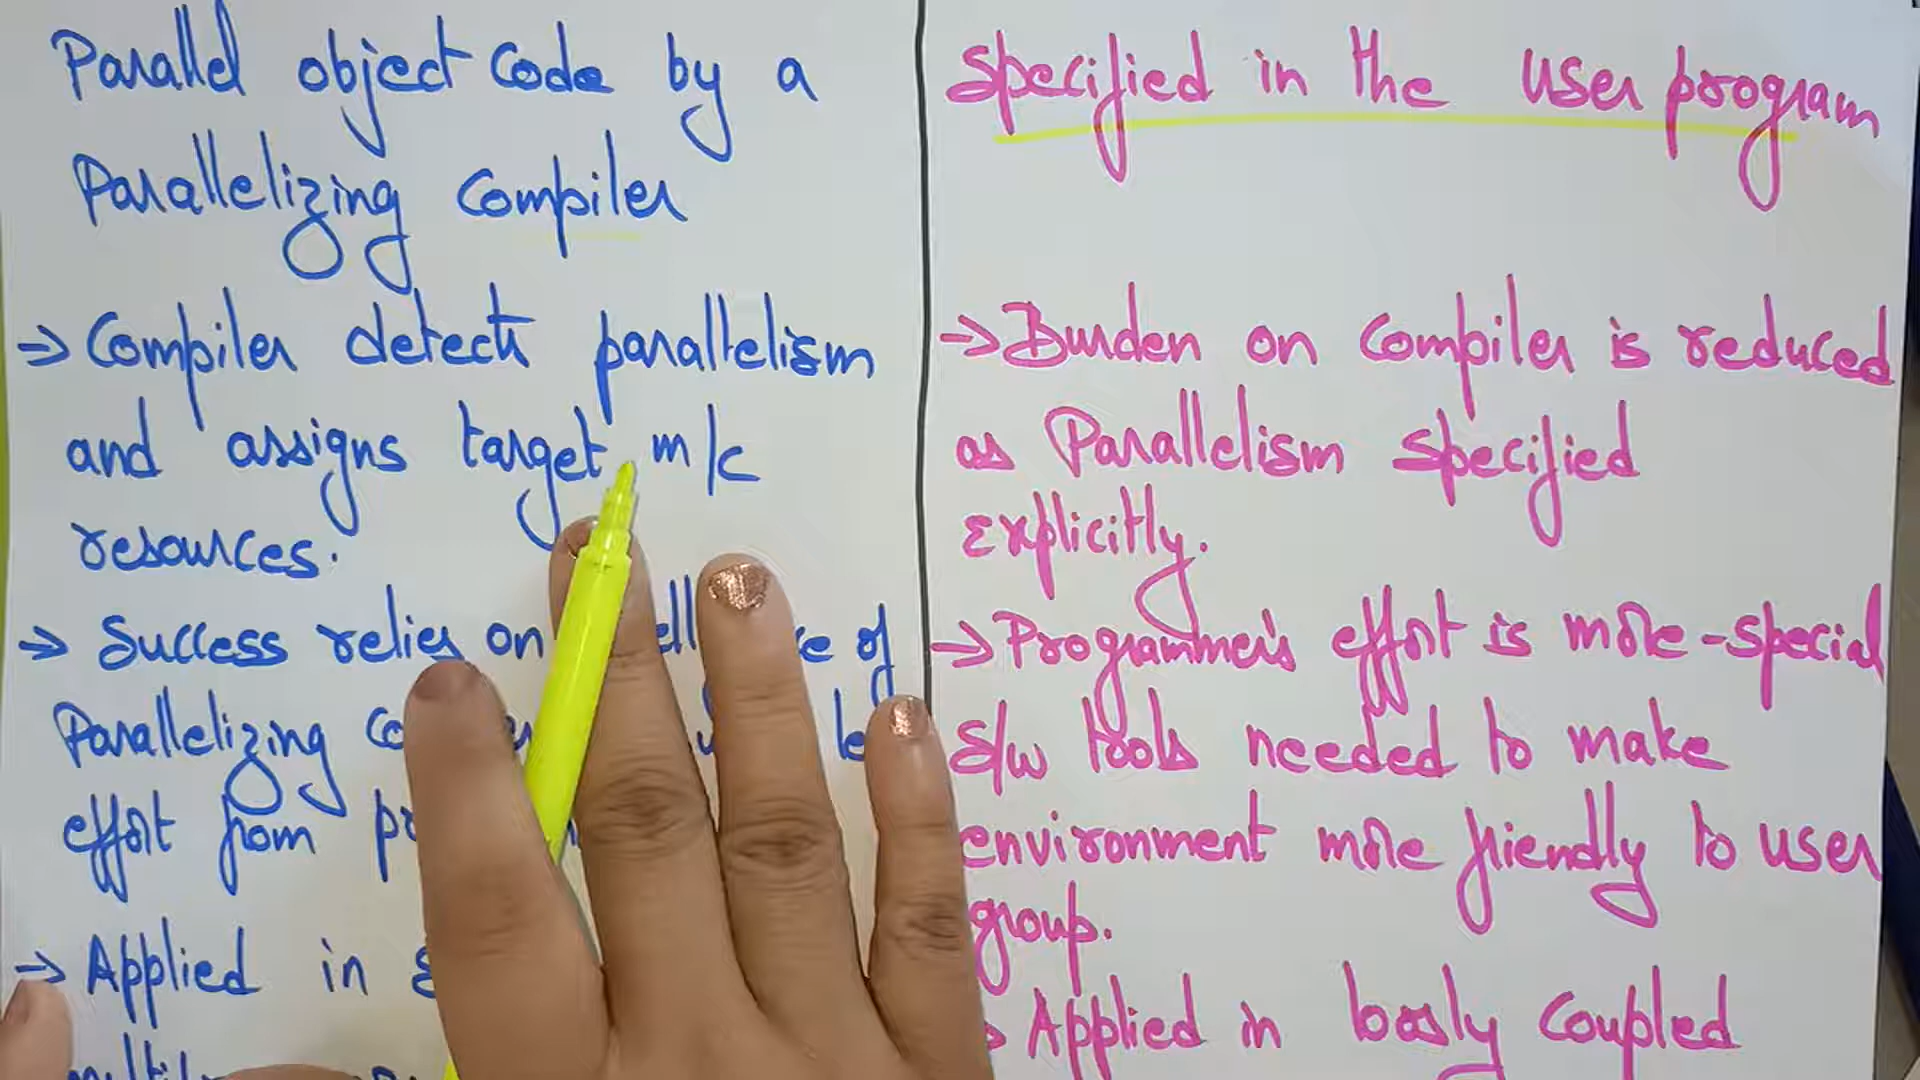 Parallel object Code by a
Parallelizing Compiler
→ Compiler detects parallelism
and assigns target m/c
resources.
→ Success relies on of
Parallelizing
effort from
→ Applied in
specified in the user program
→ Burden on compiler is reduced
as Parallelism specified
Explicitly.
→ Programmer's effort is more - special
s/w tools needed to make
environment more friendly to user
group.
Applied in loosly coupled